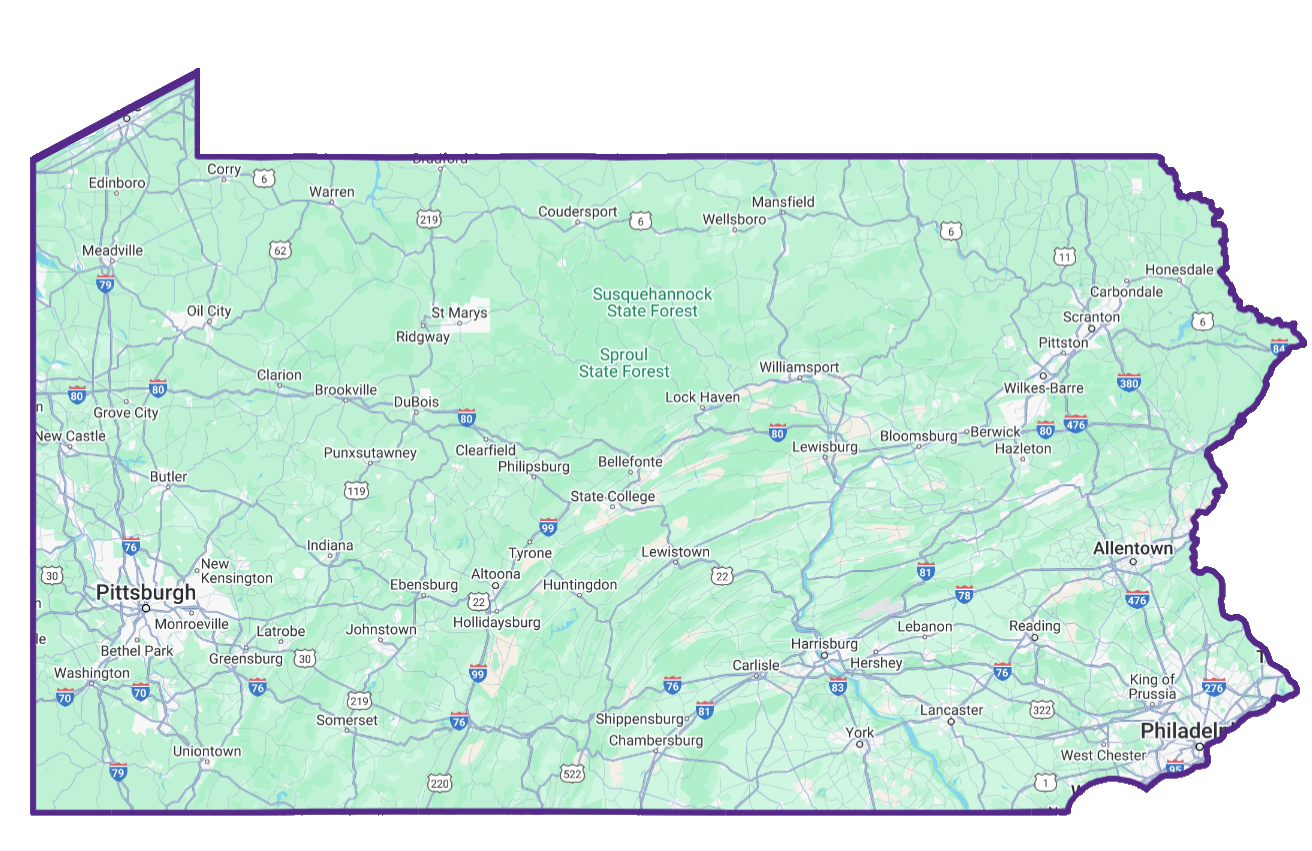 Bradford
Corry
6
Edinboro
Warren
Mansfield
Coudersport
219
6
Wellsboro
6
Meadville
62
11
79
Honesdale
Carbondale
Susquehannock
State Forest
Oil City
St Marys
Scranton
6
Ridgway
Pittston
84
Sproul
State Forest
Williamsport
Clarion
380
80
80
Brookville
Wilkes-Barre
Lock Haven
DuBois
Grove City
80
476
80
80
New Castle
Bloomsburg
Berwick
Clearfield
Lewisburg
Hazleton
Punxsutawney
Philipsburg
Bellefonte
Butler
119
State College
99
76
Indiana
Tyrone
Lewistown
Allentown
30
New
Kensington
Altoona
22
81
Ebensburg
Huntingdon
Pittsburgh
22
78
476
Monroeville
Hollidaysburg
Latrobe
Johnstown
Lebanon
Reading
Bethel Park
Harrisburg
Greensburg
30
Carlisle
Hershey
Washington
99
76
70
70
76
76
83
King of
Prussia
276
219
81
322
Somerset
76
Shippensburg
Lancaster
York
Philadel
Chambersburg
Uniontown
West Chester
79
522
95
220
1